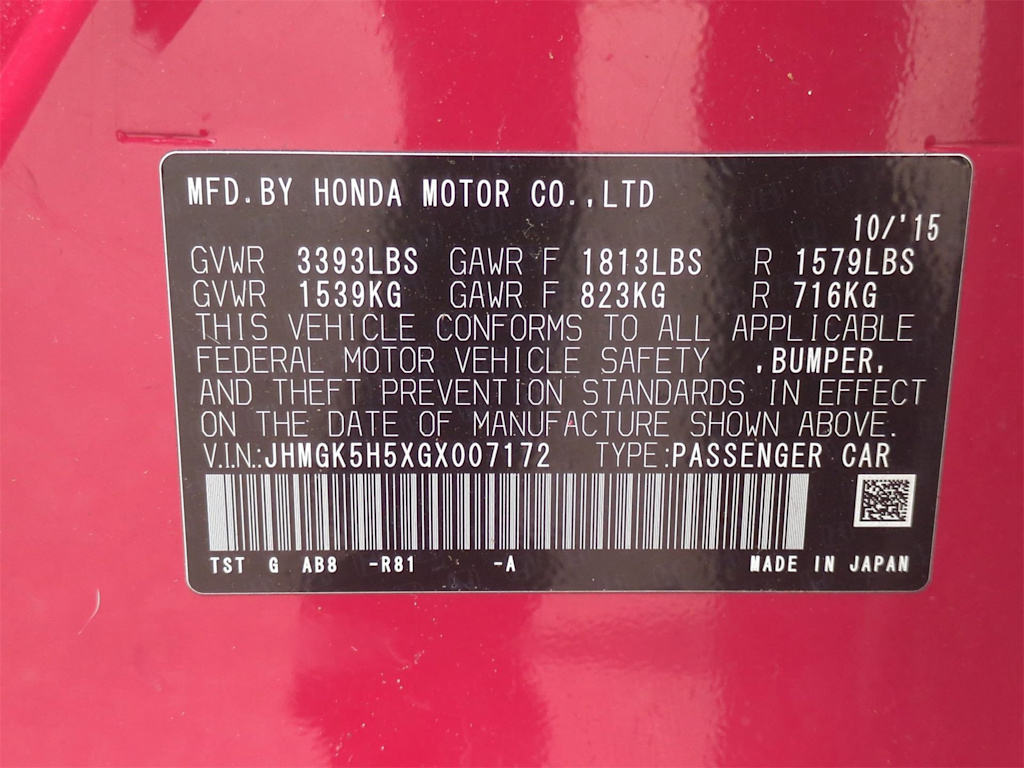 MFD.BY HONDA MOTOR CO.,LTD
10/'15
GVWR 3393LBS GAWR F 1813LBS R 1579LBS
GVWR 1539KG GAWR F 823KG R 716KG
THIS VEHICLE CONFORMS TO ALL APPLICABLE
FEDERAL MOTOR VEHICLE SAFETY ,BUMPER,
AND THEFT PREVENTION STANDARDS IN EFFECT
ON THE DATE OF MANUFACTURE SHOWN ABOVE.
V.I.N.:JHMGK5H5XGX007172 TYPE:PASSENGER CAR
TST G AB8 -R81 -A MADE IN JAPAN